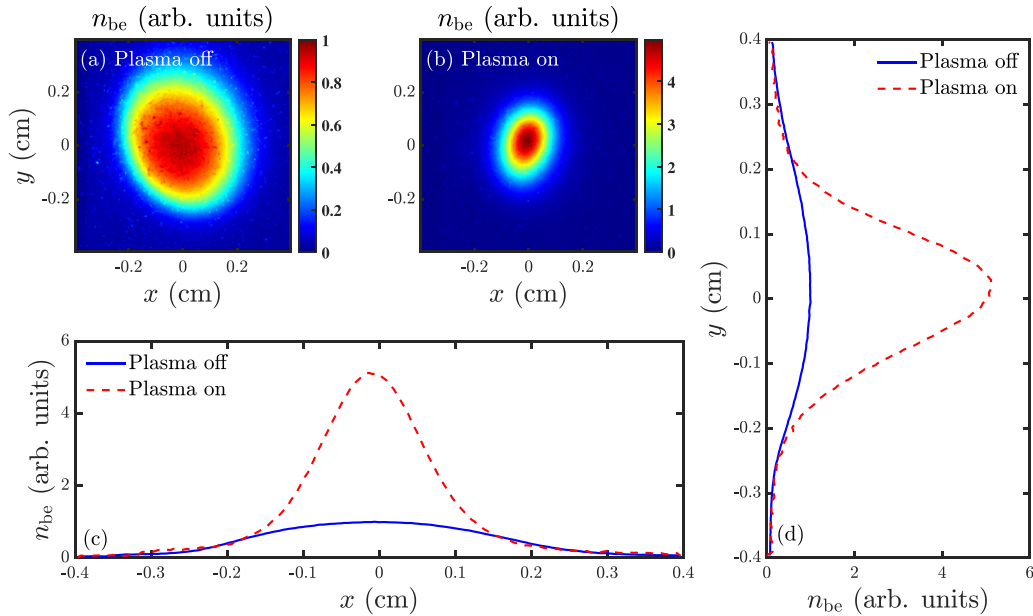 n_be (arb. units)
(a) Plasma off
0.2
0
-0.2
y (cm)
-0.2 0 0.2
x (cm)
1
0.8
0.6
0.4
0.2
0
n_be (arb. units)
(b) Plasma on
0.2
0
-0.2
-0.2 0 0.2
x (cm)
4
3
2
1
0
6
4
2
0
n_be (arb. units)
Plasma off
Plasma on
(c)
-0.4 -0.3 -0.2 -0.1 0 0.1 0.2 0.3 0.4
x (cm)
0.4
0.3
0.2
0.1
0
-0.1
-0.2
-0.3
-0.4
y (cm)
Plasma off
Plasma on
(d)
0 2 4 6
n_be (arb. units)